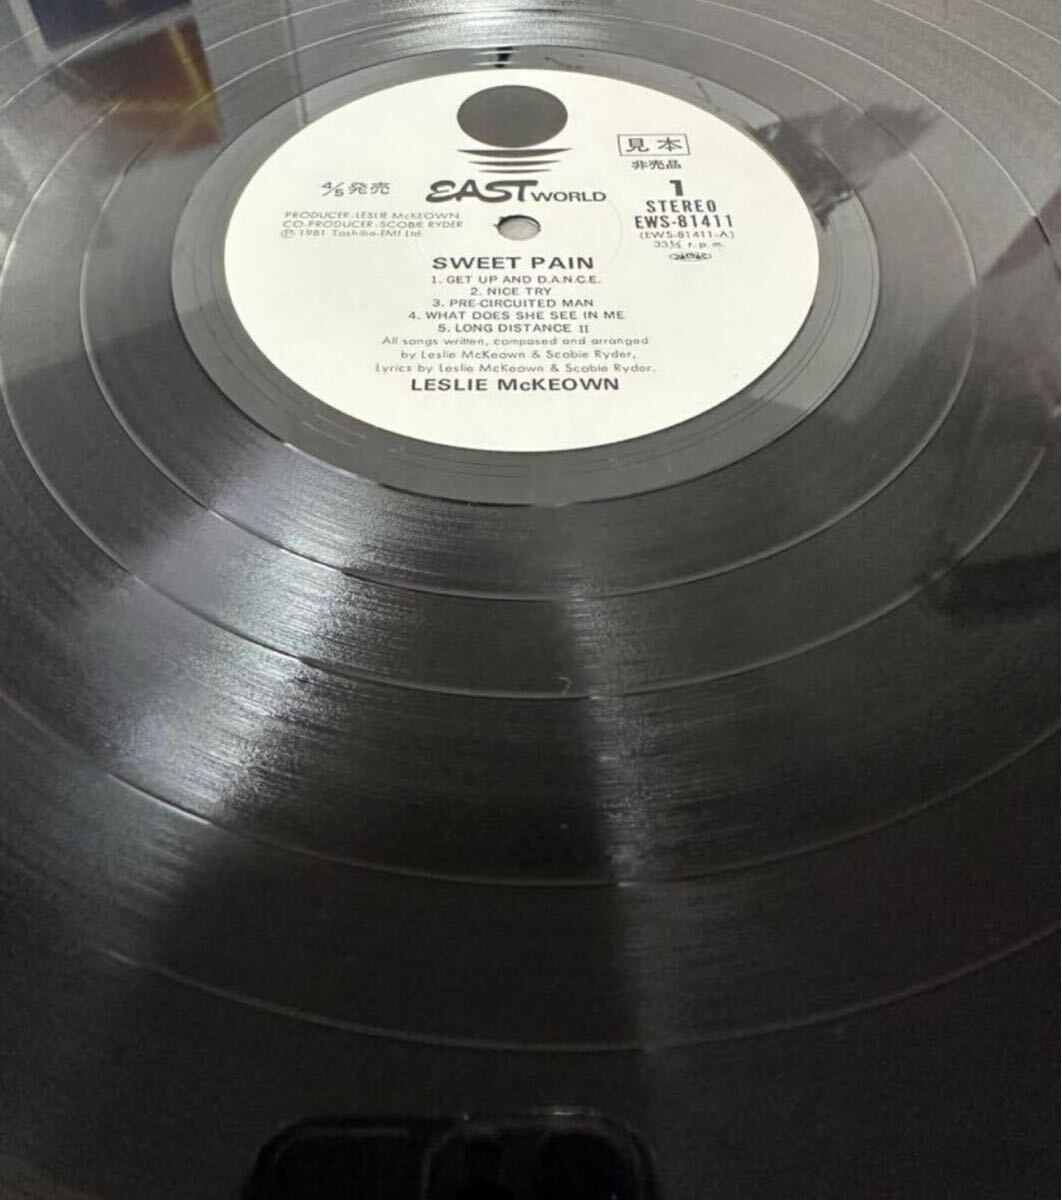 見本
非売品
4/5発売
EAST WORLD
1
STEREO
EWS-81411
(EWS-81411-A)
33⅓ r.p.m.
PRODUCER-LESLIE McKEOWN
CO-PRODUCER-SCOBIE RYDER
Ⓟ 1981 Toshiba-EMI Ltd.
SWEET PAIN
1. GET UP AND D.A.N.C.E.
2. NICE TRY
3. PRE-CIRCUITED MAN
4. WHAT DOES SHE SEE IN ME
5. LONG DISTANCE II
All songs written, composed and arranged
by Leslie McKeown & Scobie Ryder,
Lyrics by Leslie McKeown & Scobie Ryder.
LESLIE McKEOWN